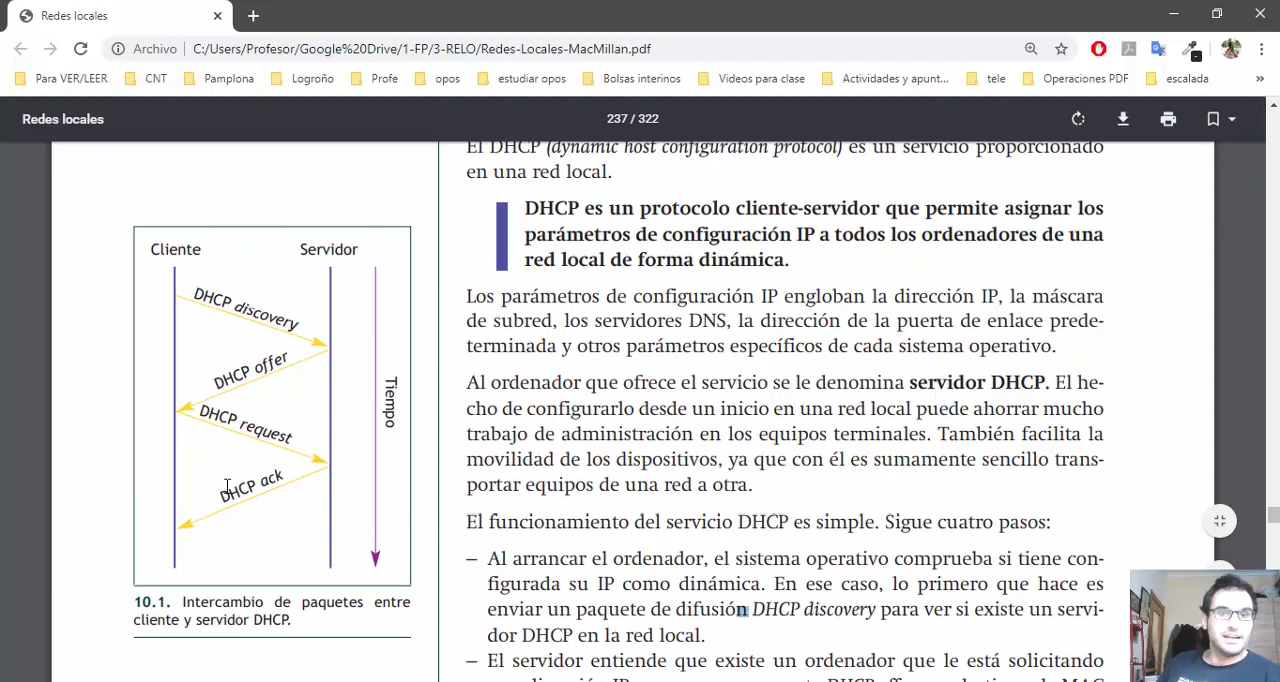 Redes locales
Archivo
C:/Users/Profesor/Google%20Drive/1-FP/3-RELO/Redes-Locales-MacMillan.pdf
Para VER/LEER
CNT
Pamplona
Logroño
Profe
opos
estudiar opos
Bolsas interinos
Videos para clase
Actividades y apunt...
tele
Operaciones PDF
escalada
»
Redes locales
237 / 322
El DHCP (dynamic host configuration protocol) es un servicio proporcionado
en una red local.
DHCP es un protocolo cliente-servidor que permite asignar los
parámetros de configuración IP a todos los ordenadores de una
red local de forma dinámica.
Los parámetros de configuración IP engloban la dirección IP, la máscara
de subred, los servidores DNS, la dirección de la puerta de enlace prede-
terminada y otros parámetros específicos de cada sistema operativo.
Al ordenador que ofrece el servicio se le denomina servidor DHCP. El he-
cho de configurarlo desde un inicio en una red local puede ahorrar mucho
trabajo de administración en los equipos terminales. También facilita la
movilidad de los dispositivos, ya que con él es sumamente sencillo trans-
portar equipos de una red a otra.
El funcionamiento del servicio DHCP es simple. Sigue cuatro pasos:
– Al arrancar el ordenador, el sistema operativo comprueba si tiene con-
figurada su IP como dinámica. En ese caso, lo primero que hace es
enviar un paquete de difusión DHCP discovery para ver si existe un servi-
dor DHCP en la red local.
– El servidor entiende que existe un ordenador que le está solicitando
Cliente
Servidor
DHCP discovery
DHCP offer
DHCP request
DHCP ack
Tiempo
10.1. Intercambio de paquetes entre
cliente y servidor DHCP.